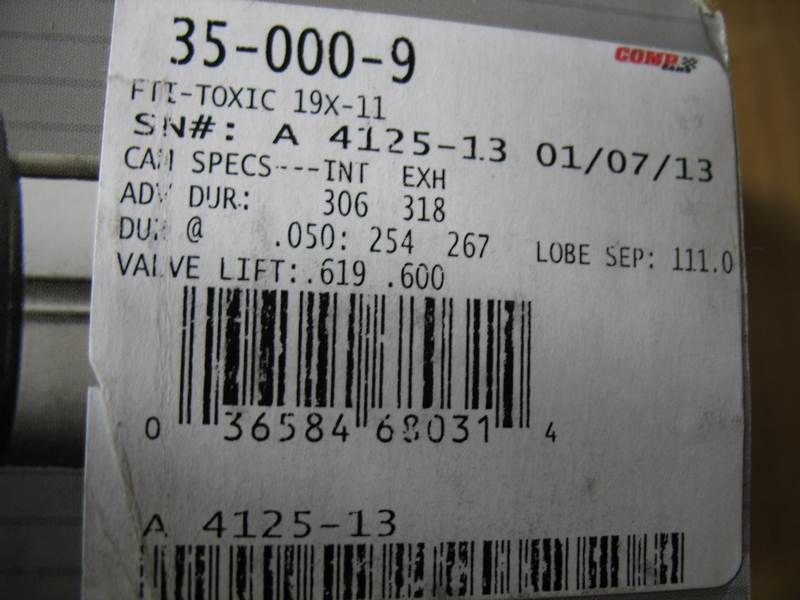 35-000-9
COMP CAMS
FTI-TOXIC 19X-11
SN#: A 4125-13 01/07/13
CAM SPECS----INT EXH
ADV DUR: 306 318
DUR @ .050: 254 267 LOBE SEP: 111.0
VALVE LIFT:.619 .600
0 36584 68031 4
A 4125-13